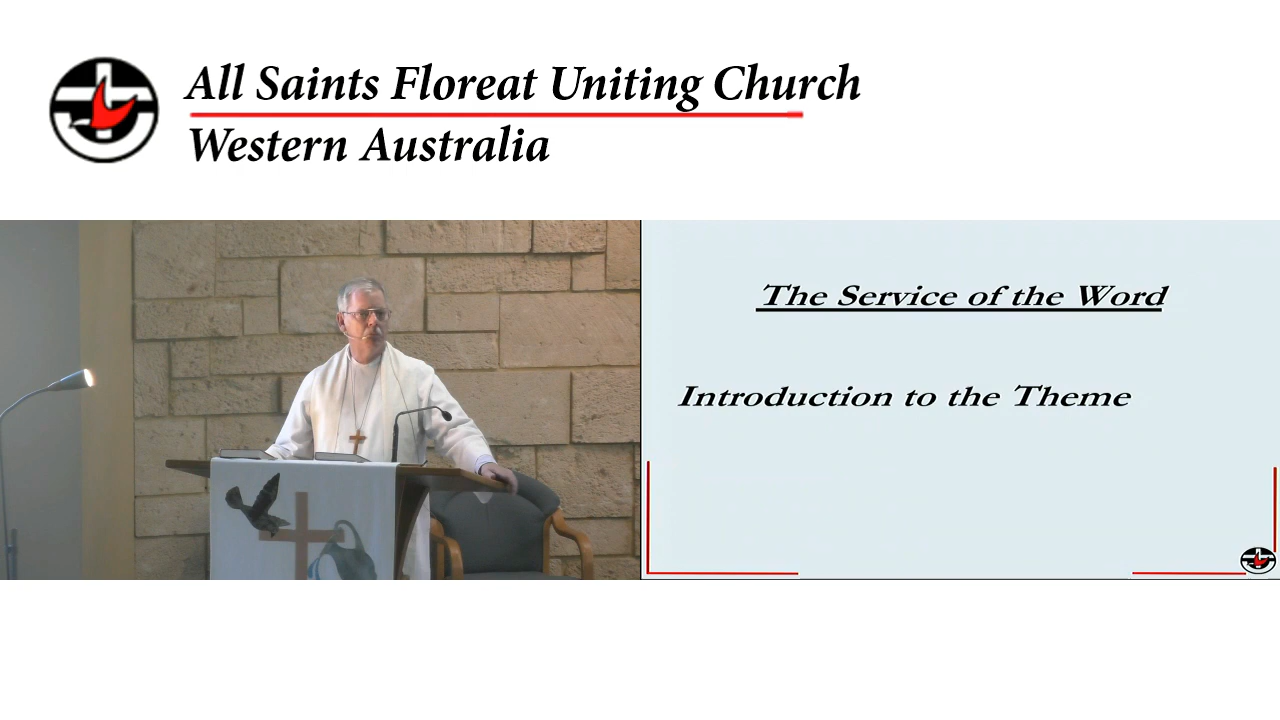 All Saints Floreat Uniting Church
Western Australia
The Service of the Word
Introduction to the Theme